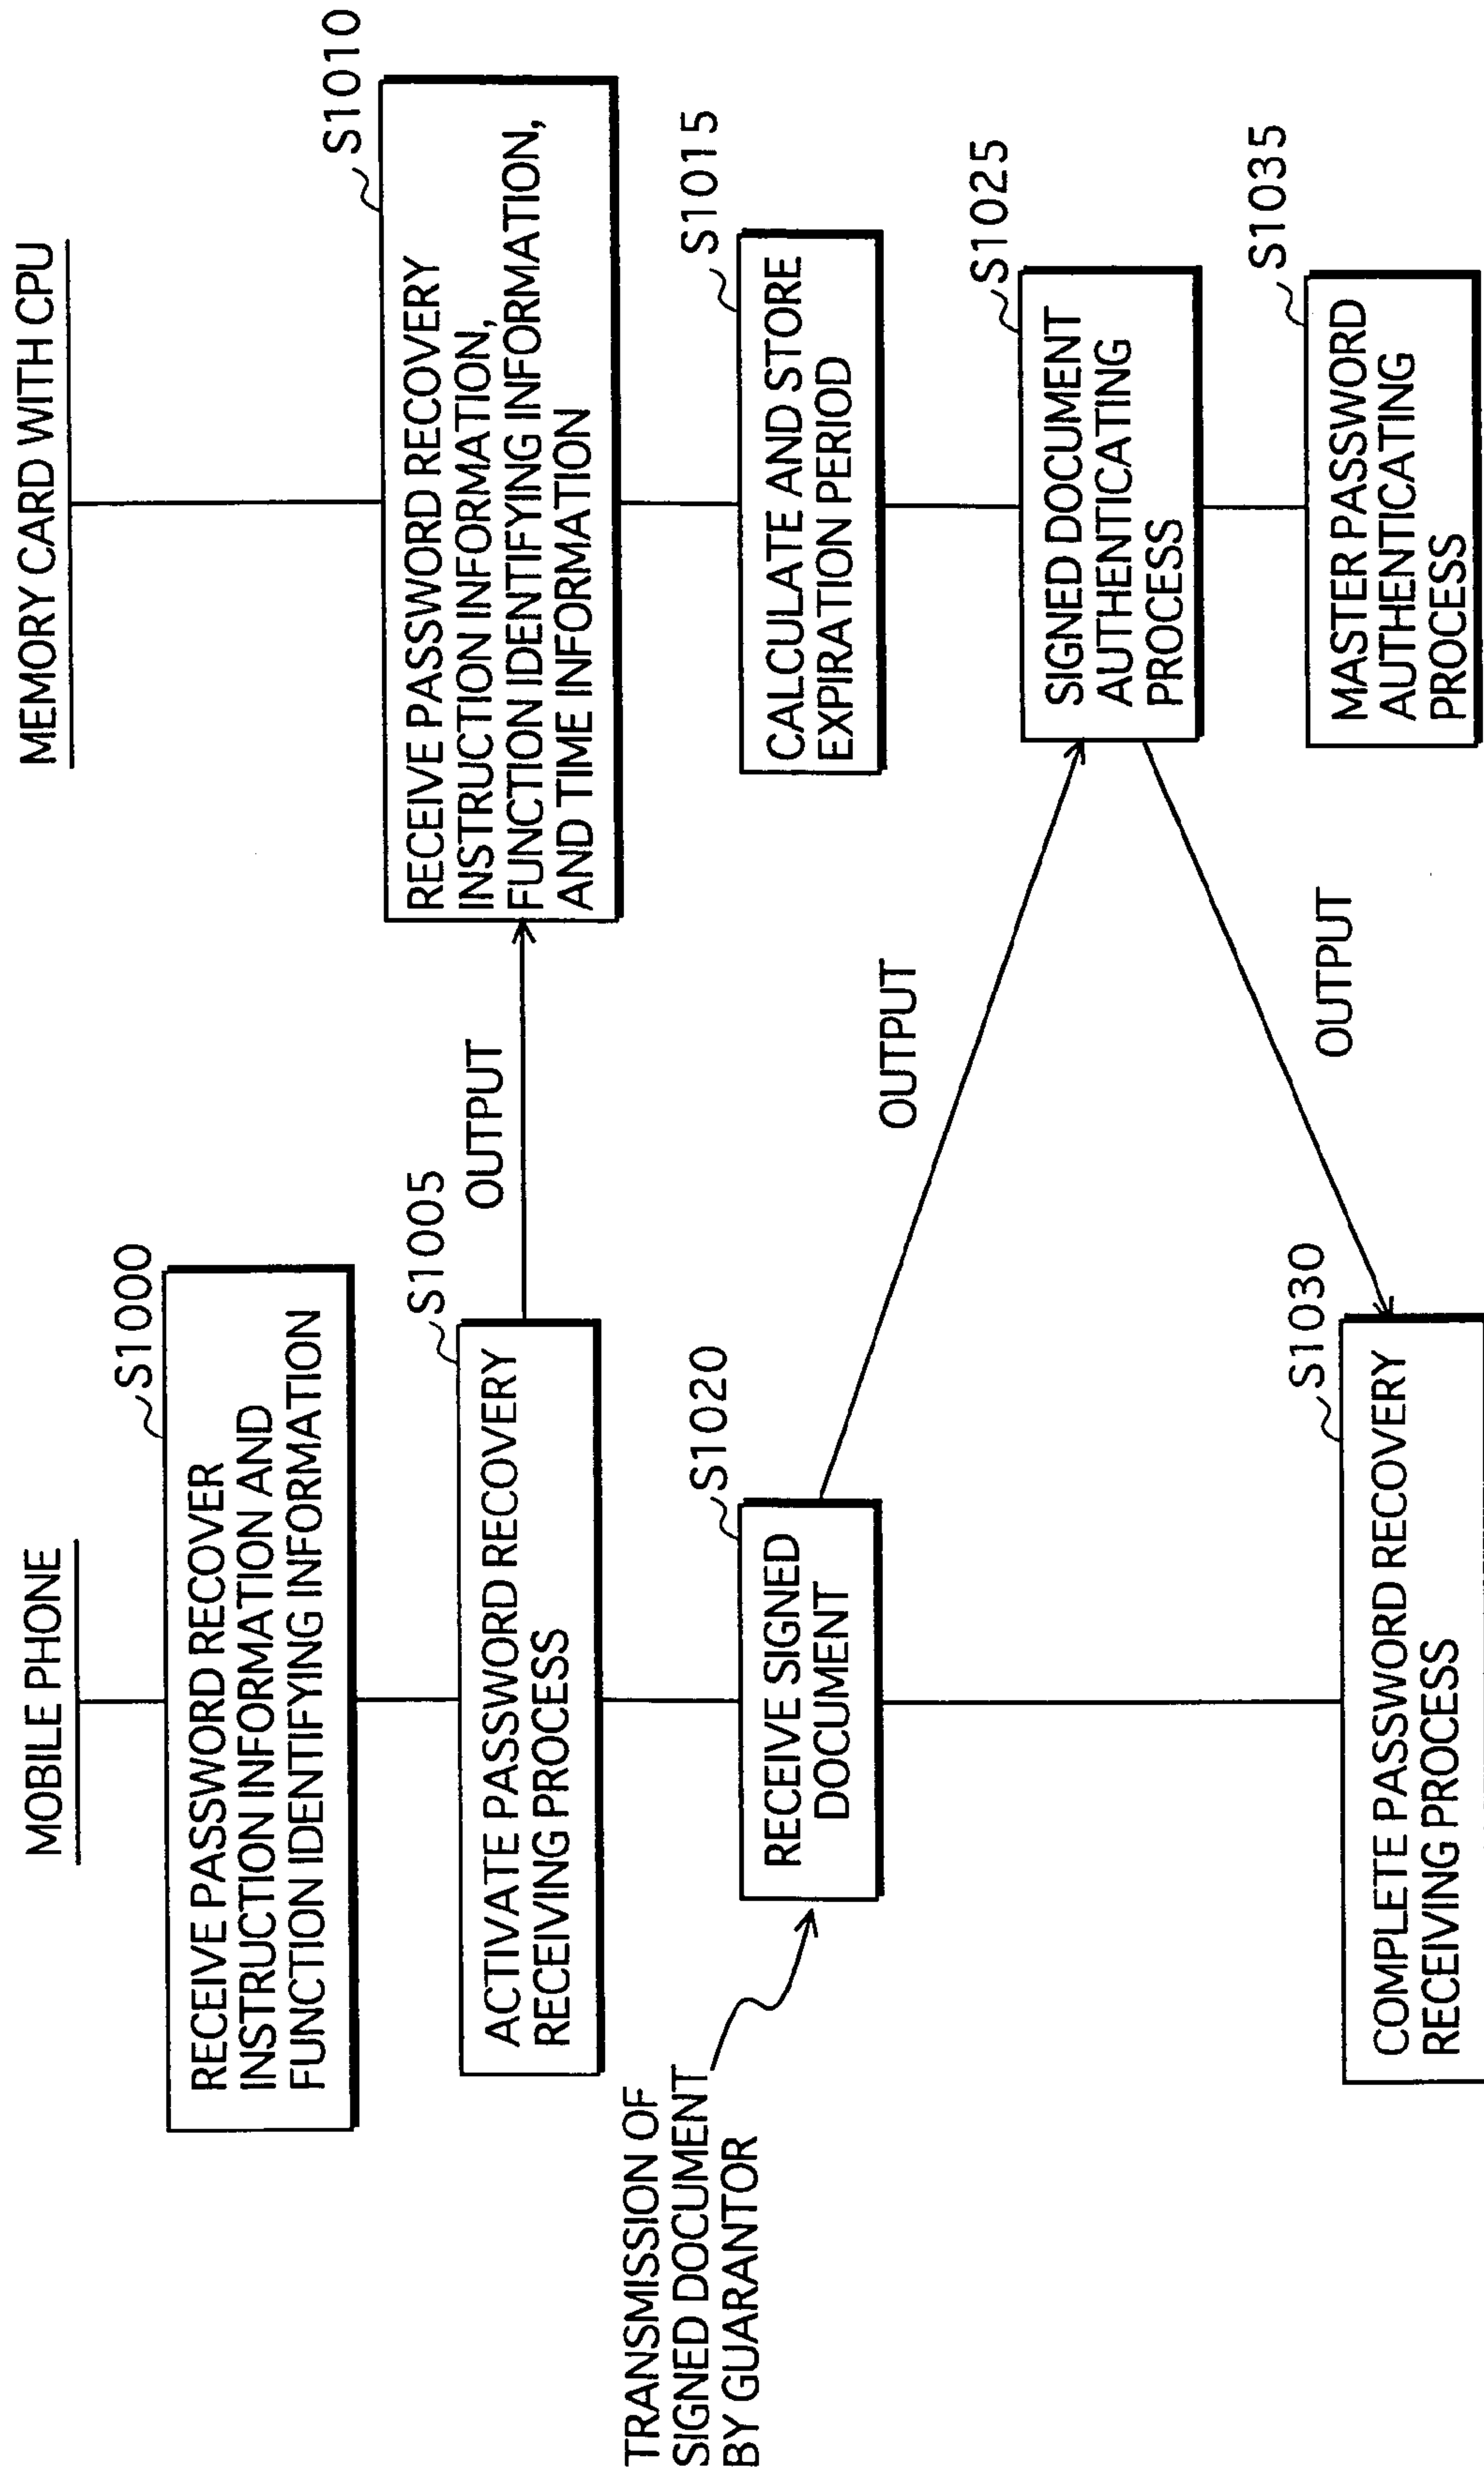 MOBILE PHONE
MEMORY CARD WITH CPU
S1000
RECEIVE PASSWORD RECOVER
INSTRUCTION INFORMATION AND
FUNCTION IDENTIFYING INFORMATION
S1005
ACTIVATE PASSWORD RECOVERY
RECEIVING PROCESS
OUTPUT
S1010
RECEIVE PASSWORD RECOVERY
INSTRUCTION INFORMATION,
FUNCTION IDENTIFYING INFORMATION,
AND TIME INFORMATION
S1015
CALCULATE AND STORE
EXPIRATION PERIOD
TRANSMISSION OF
SIGNED DOCUMENT
BY GUARANTOR
S1020
RECEIVE SIGNED
DOCUMENT
OUTPUT
S1025
SIGNED DOCUMENT
AUTHENTICATING
PROCESS
OUTPUT
S1030
COMPLETE PASSWORD RECOVERY
RECEIVING PROCESS
S1035
MASTER PASSWORD
AUTHENTICATING
PROCESS